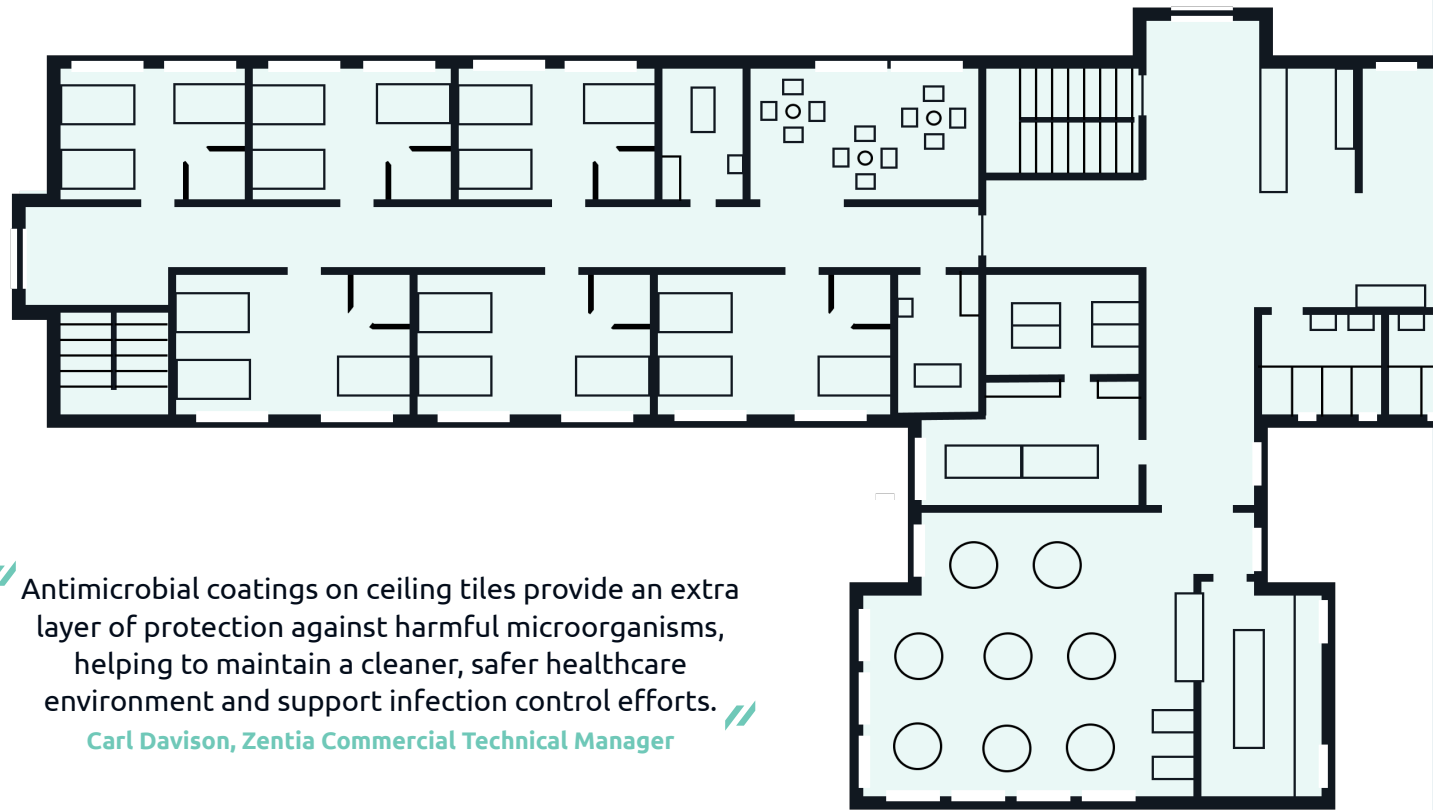 Antimicrobial coatings on ceiling tiles provide an extra
layer of protection against harmful microorganisms,
helping to maintain a cleaner, safer healthcare
environment and support infection control efforts.
Carl Davison, Zentia Commercial Technical Manager